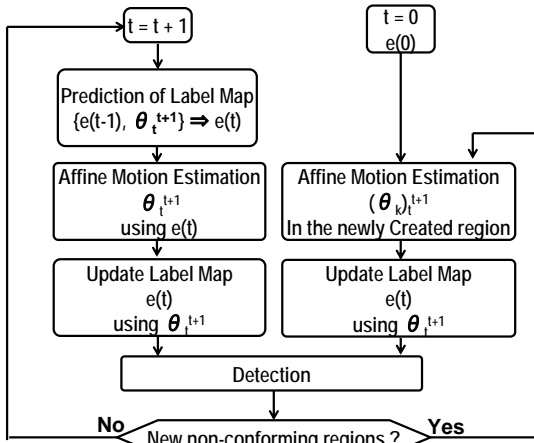 t = t + 1
t = 0
e(0)
Prediction of Label Map
{e(t-1), θ_t^{t+1}} ⇒ e(t)
Affine Motion Estimation
θ_t^{t+1}
using e(t)
Affine Motion Estimation
(θ_k)_t^{t+1}
In the newly Created region
Update Label Map
e(t)
using θ_t^{t+1}
Update Label Map
e(t)
using θ_t^{t+1}
Detection
No
Yes
New non-conforming regions ?